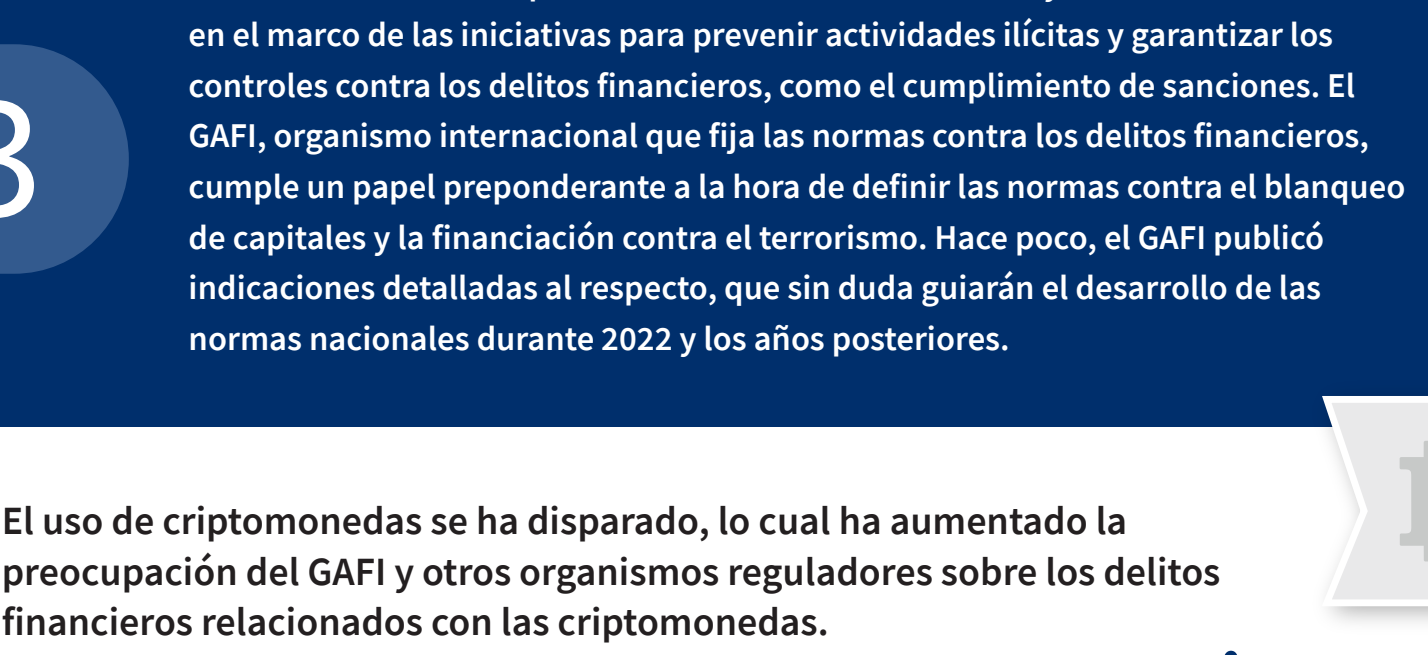 en el marco de las iniciativas para prevenir actividades ilícitas y garantizar los
controles contra los delitos financieros, como el cumplimiento de sanciones. El
GAFI, organismo internacional que fija las normas contra los delitos financieros,
cumple un papel preponderante a la hora de definir las normas contra el blanqueo
de capitales y la financiación contra el terrorismo. Hace poco, el GAFI publicó
indicaciones detalladas al respecto, que sin duda guiarán el desarrollo de las
normas nacionales durante 2022 y los años posteriores.
El uso de criptomonedas se ha disparado, lo cual ha aumentado la
preocupación del GAFI y otros organismos reguladores sobre los delitos
financieros relacionados con las criptomonedas.